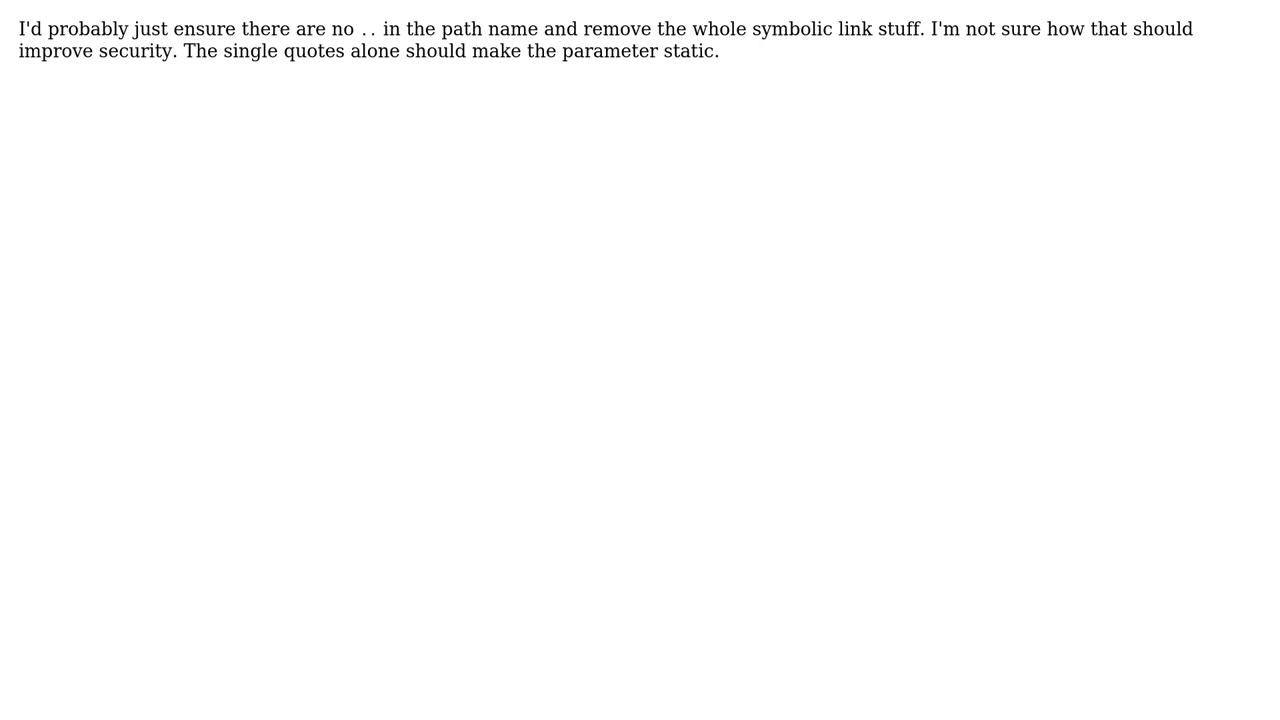 I'd probably just ensure there are no .. in the path name and remove the whole symbolic link stuff. I'm not sure how that should
improve security. The single quotes alone should make the parameter static.